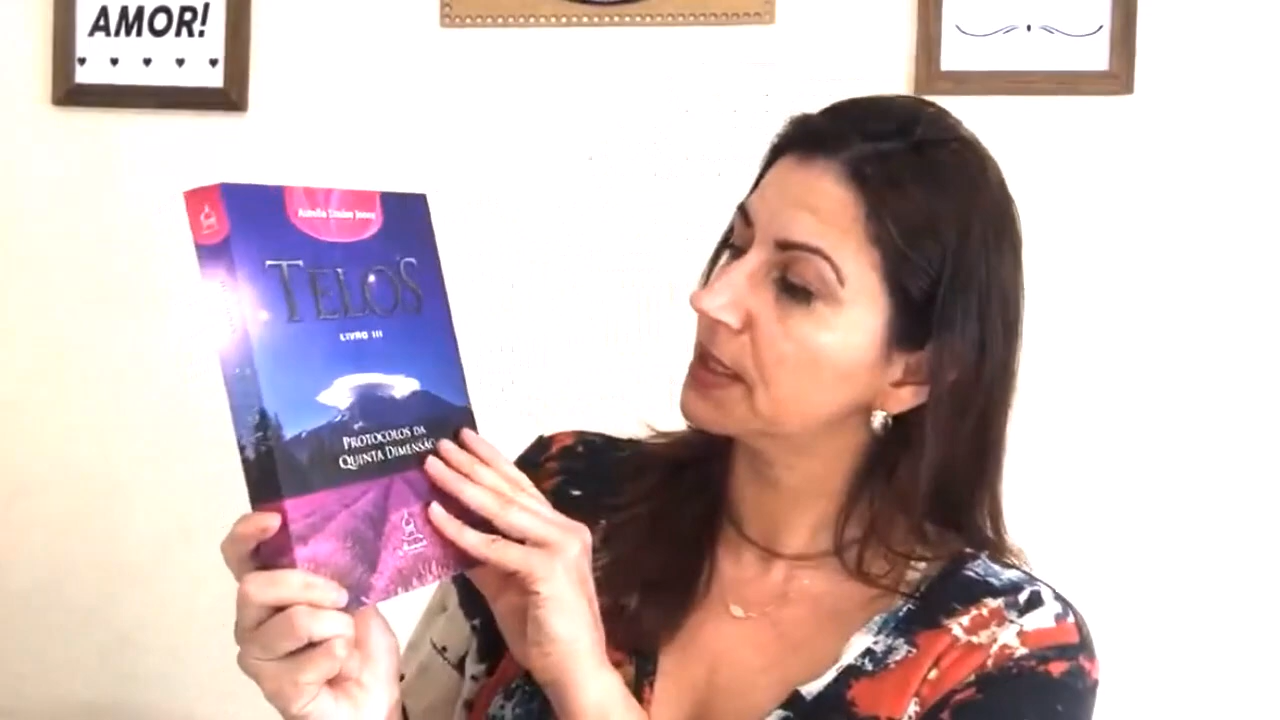 AMOR!
Aurelia Louise Jones
TELOS
LIVRO III
PROTOCOLOS DA
QUINTA DIMENSÃO